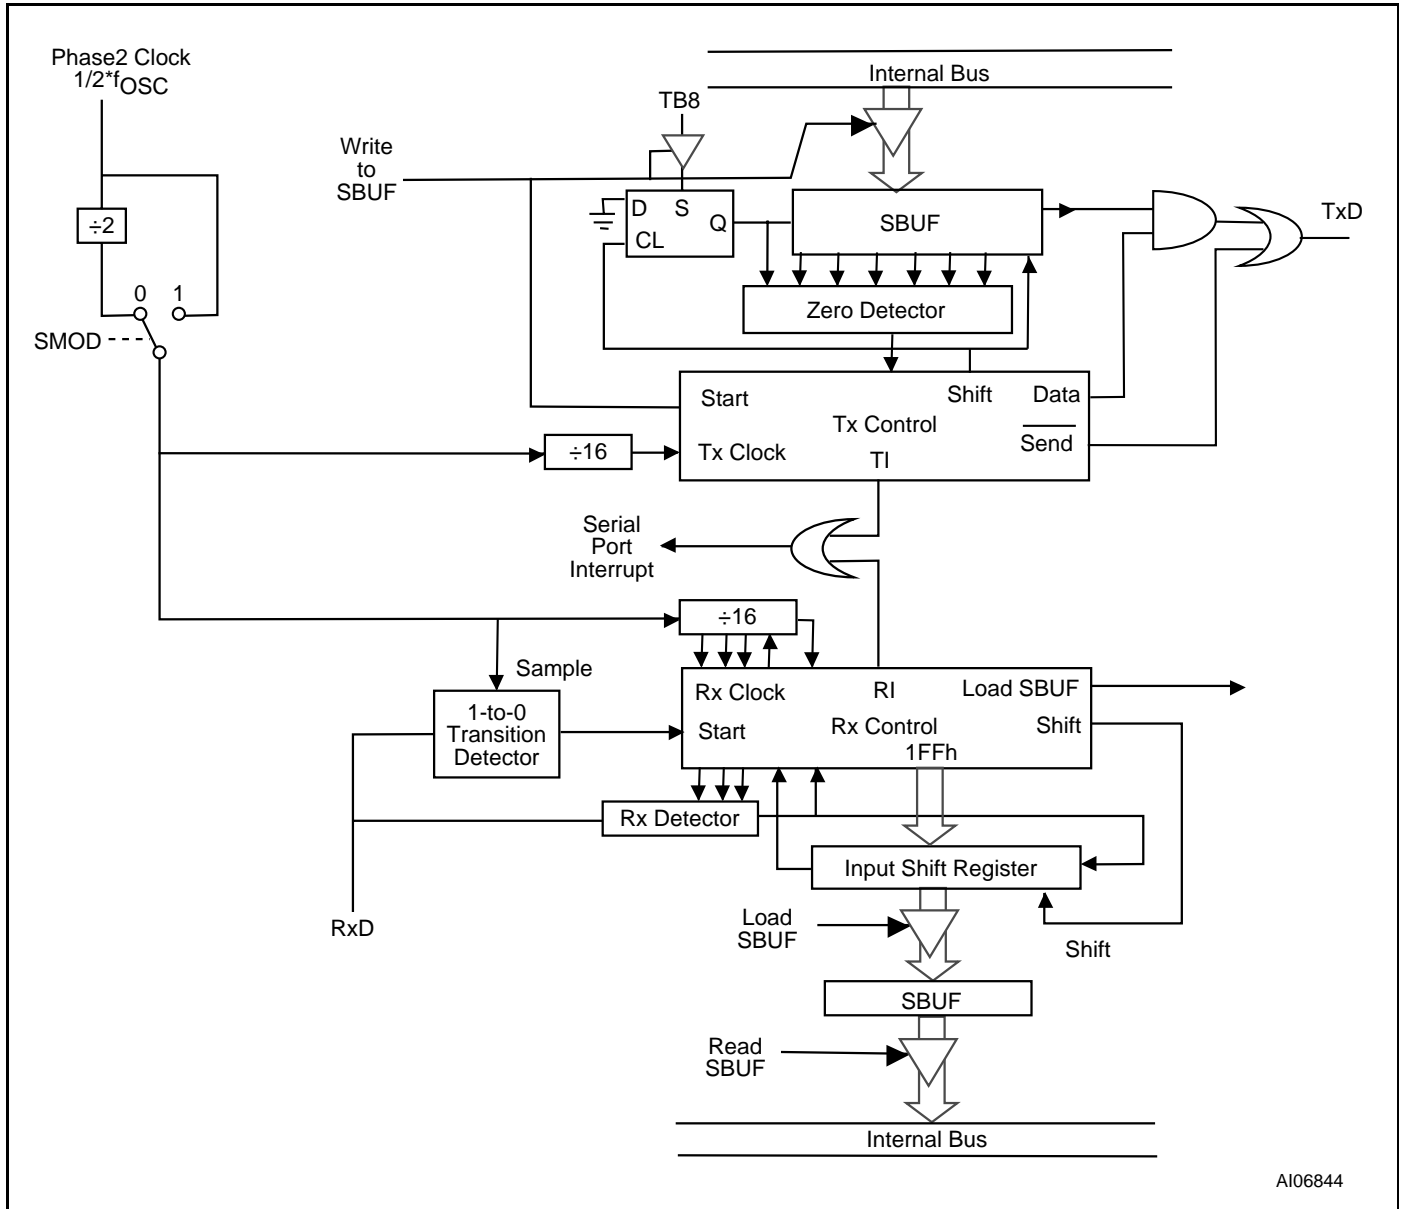 Phase2 Clock
1/2*fOSC
Internal Bus
TB8
Write
to
SBUF
÷2
D S Q
CL
SBUF
TxD
0 1
SMOD
Zero Detector
Start Shift Data
Tx Control
Tx Clock TI Send
÷16
Serial
Port
Interrupt
÷16
Sample
1-to-0
Transition
Detector
Rx Clock RI Load SBUF
Start Rx Control Shift
1FFh
Rx Detector
Input Shift Register
RxD
Load
SBUF
Shift
SBUF
Read
SBUF
Internal Bus
AI06844